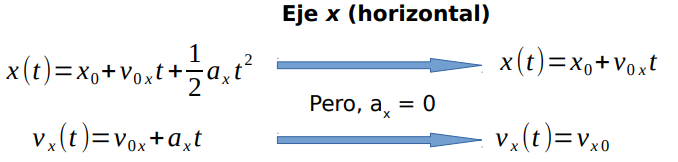 Eje x (horizontal)
x(t)=x₀+v₀ₓt+½aₓt² x(t)=x₀+v₀ₓt
Pero, aₓ = 0
vₓ(t)=v₀ₓ+aₓt vₓ(t)=vₓ₀